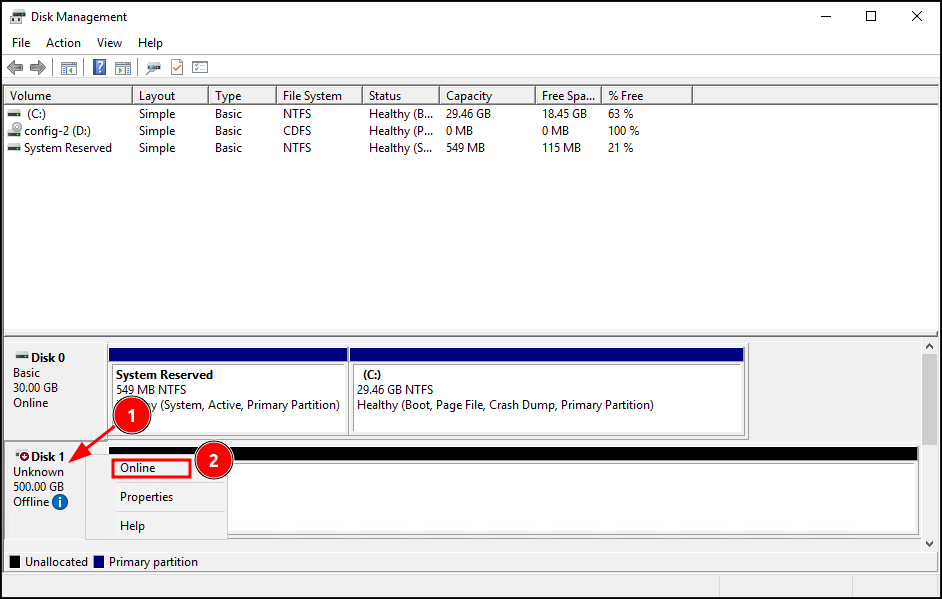 Disk Management
File Action View Help
Volume Layout Type File System Status Capacity Free Spa... % Free
(C:) Simple Basic NTFS Healthy (B... 29.46 GB 18.45 GB 63 %
config-2 (D:) Simple Basic CDFS Healthy (P... 0 MB 0 MB 100 %
System Reserved Simple Basic NTFS Healthy (S... 549 MB 115 MB 21 %
Disk 0
Basic
30.00 GB
Online
System Reserved
549 MB NTFS
(System, Active, Primary Partition)
(C:)
29.46 GB NTFS
Healthy (Boot, Page File, Crash Dump, Primary Partition)
1
Disk 1
Unknown
500.00 GB
Offline
Online
2
Properties
Help
Unallocated Primary partition